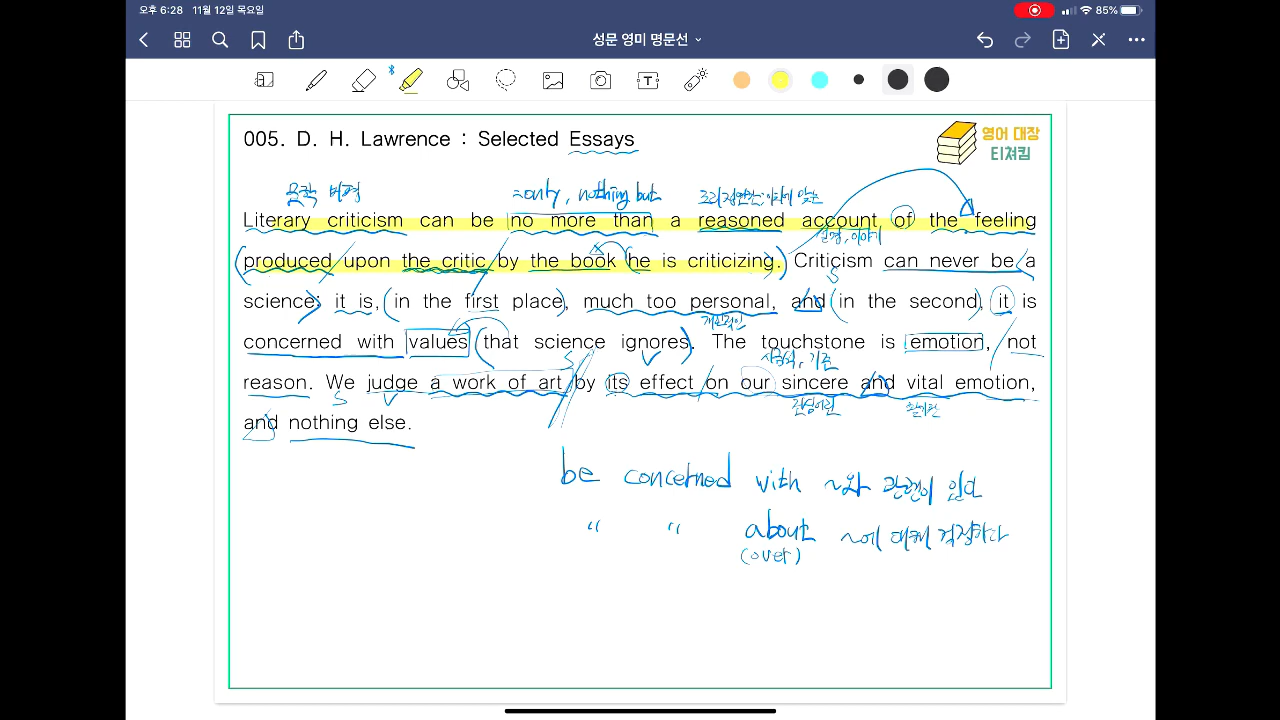 오후 6:28 11월 12일 목요일
85%
성문 영미 명문선
005. D. H. Lawrence : Selected Essays
영어 대장
티쳐킴
문학 비평 =only, nothing but 조리정연한, 이치에 맞는
Literary criticism can be no more than a reasoned account of the feeling
설명, 이야기
produced upon the critic by the book he is criticizing. Criticism can never be a
S
science; it is, in the first place, much too personal, and in the second, it is
개인적인
concerned with values that science ignores. The touchstone is emotion, not
S V 시금석, 기준
reason. We judge a work of art by its effect on our sincere and vital emotion,
S V 진심어린
and nothing else.
be concerned with ~와 관련이 있다
" " about ~에 대해 걱정하다
(over)